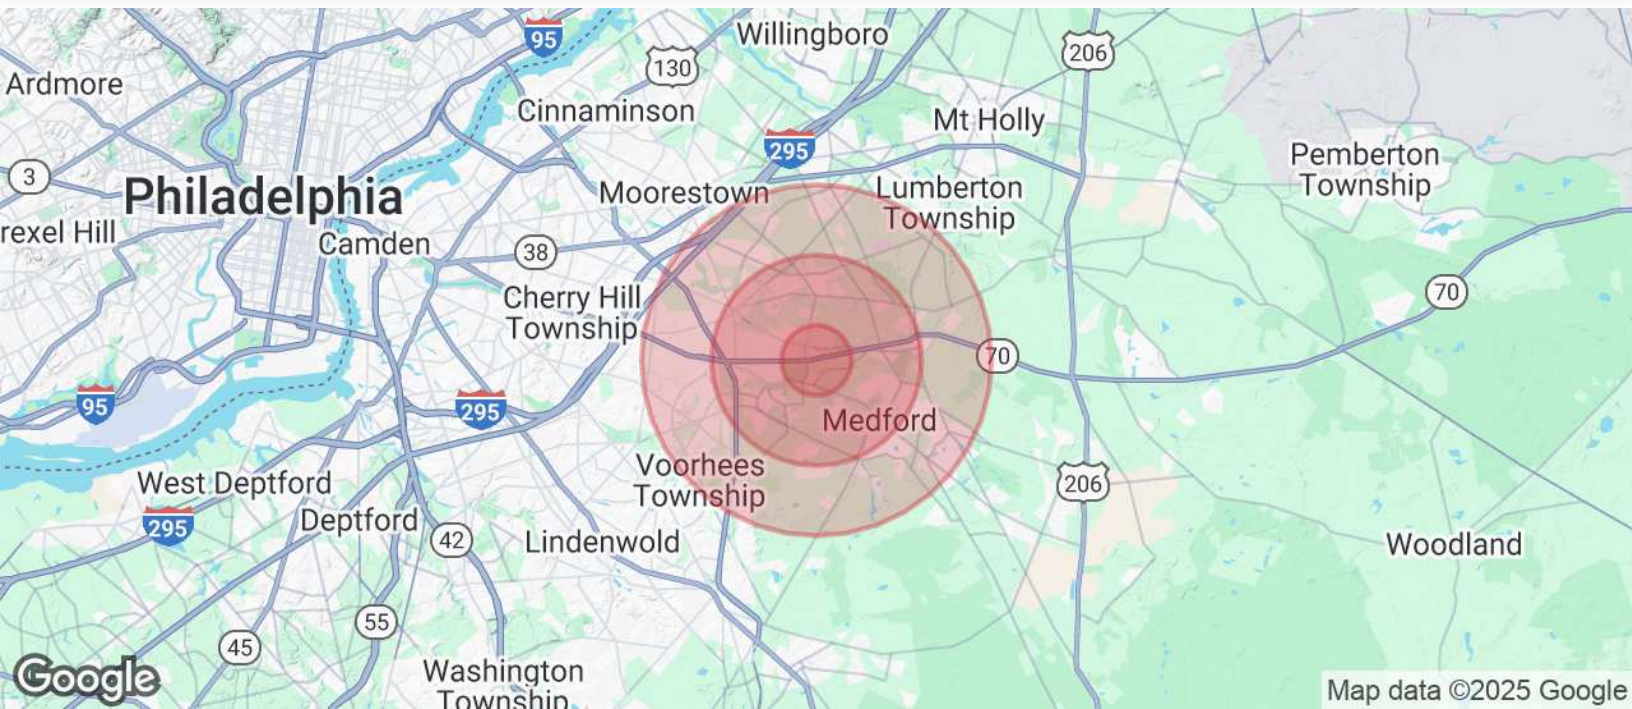 95
Willingboro
206
130
Ardmore
Cinnaminson
Mt Holly
295
Pemberton
Township
3
Philadelphia
Moorestown
Lumberton
Township
rexel Hill
Camden
38
Cherry Hill
Township
70
70
95
295
Medford
Voorhees
Township
206
West Deptford
295
Deptford
42
Lindenwold
Woodland
55
45
Washington
Township
Google
Map data ©2025 Google